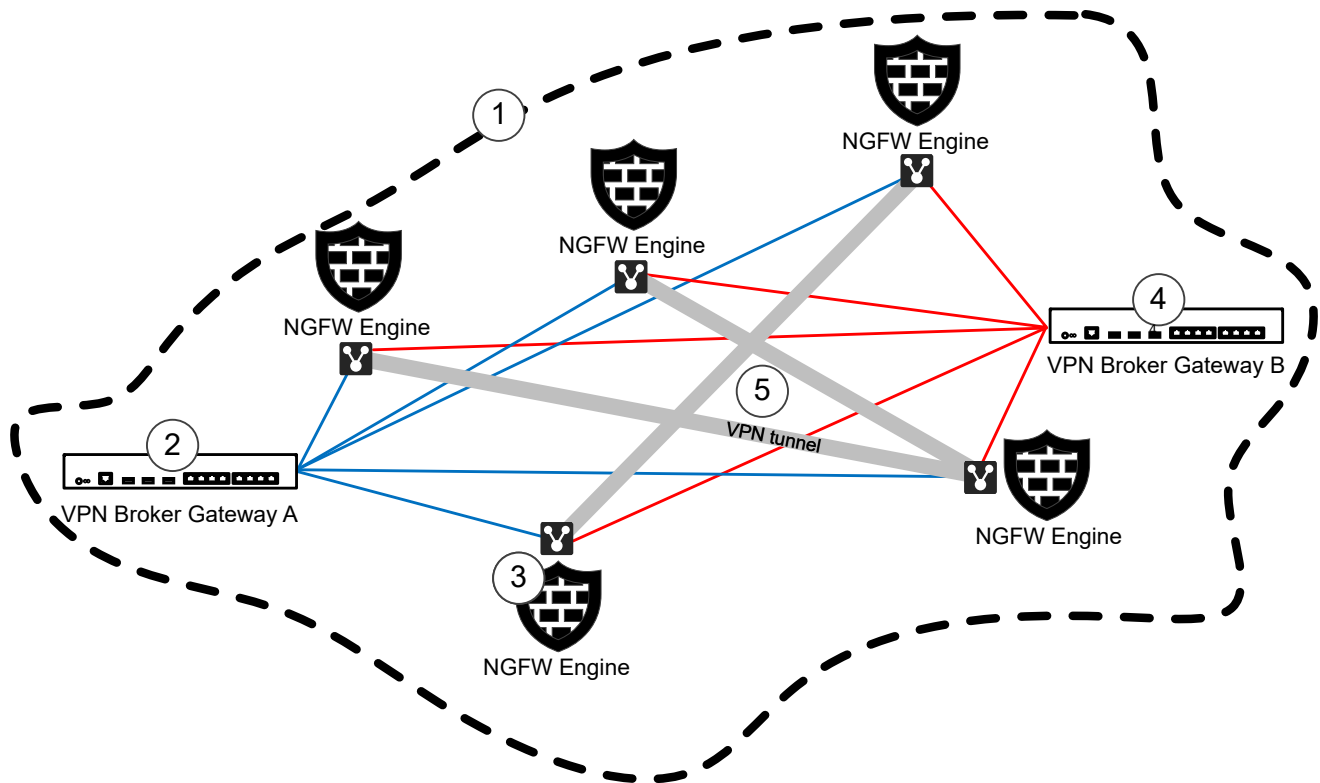 1
NGFW Engine
NGFW Engine
NGFW Engine
4
VPN Broker Gateway B
5
VPN tunnel
2
VPN Broker Gateway A
NGFW Engine
3
NGFW Engine